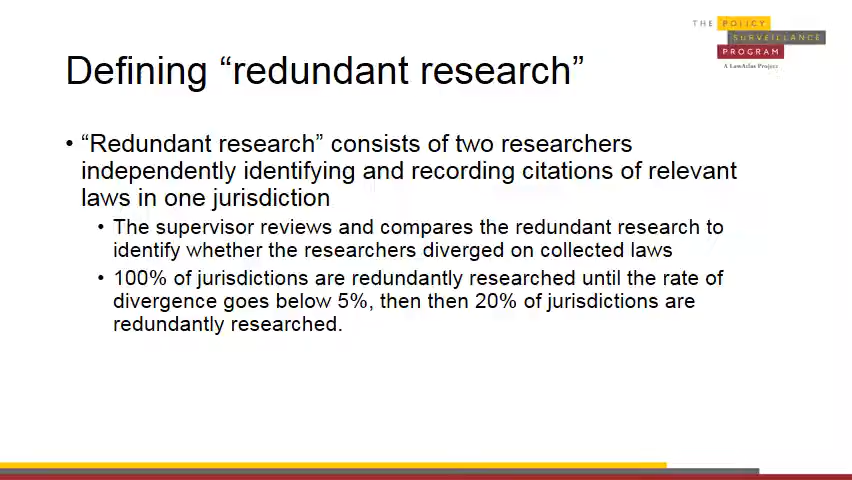 THE POLICY
SURVEILLANCE
PROGRAM
A LawAtlas Project
Defining “redundant research”
• “Redundant research” consists of two researchers
independently identifying and recording citations of relevant
laws in one jurisdiction
• The supervisor reviews and compares the redundant research to
identify whether the researchers diverged on collected laws
• 100% of jurisdictions are redundantly researched until the rate of
divergence goes below 5%, then then 20% of jurisdictions are
redundantly researched.